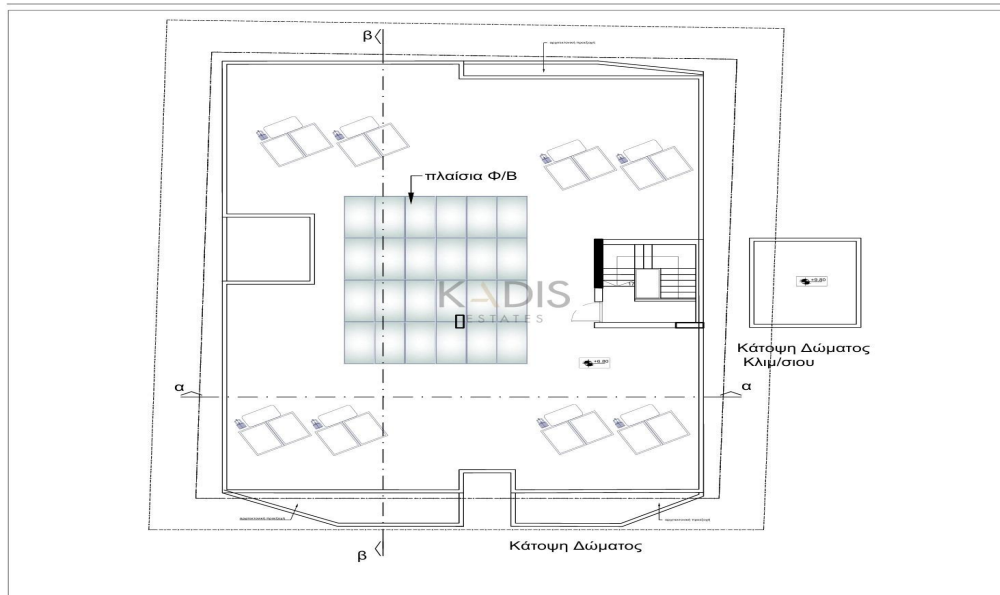 β
πλαίσια Φ/Β
KADIS
ESTATES
Κάτοψη Δώματος
Κλιμ/σιου
α
α
β
Κάτοψη Δώματος